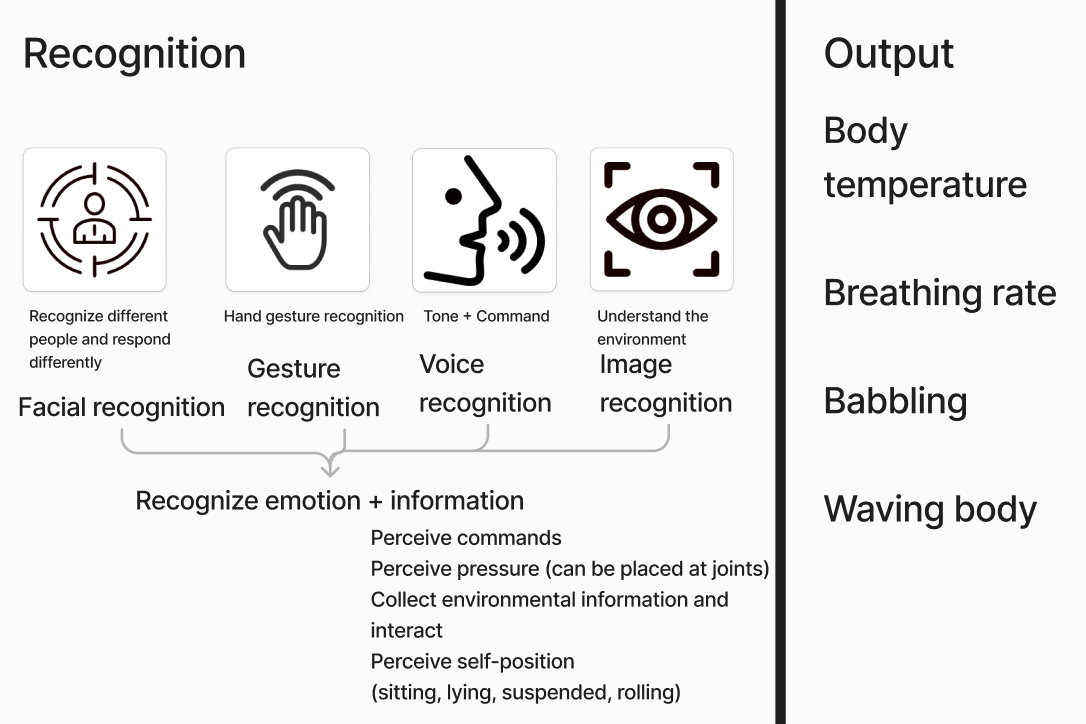 Recognition
Recognize different
people and respond
differently
Facial recognition
Hand gesture recognition
Gesture
recognition
Tone + Command
Voice
recognition
Understand the
environment
Image
recognition
Recognize emotion + information
Perceive commands
Perceive pressure (can be placed at joints)
Collect environmental information and
interact
Perceive self-position
(sitting, lying, suspended, rolling)
Output
Body
temperature
Breathing rate
Babbling
Waving body